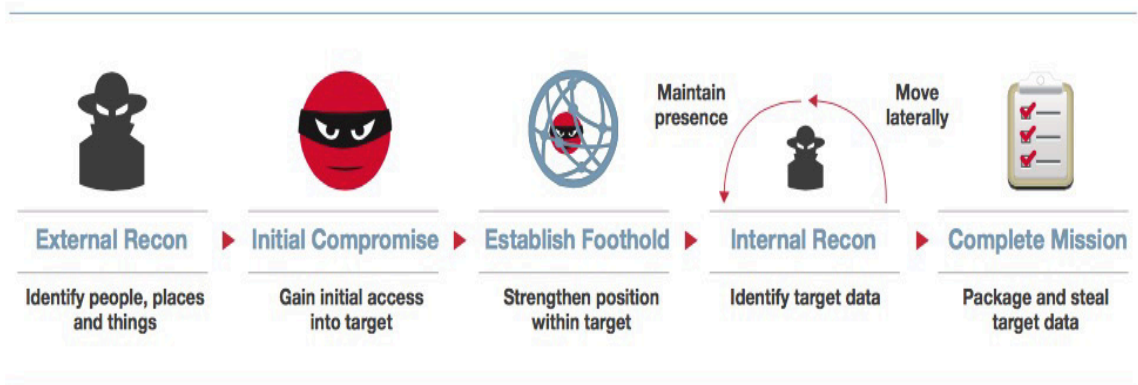 Maintain
presence
Move
laterally
External Recon
Initial Compromise
Establish Foothold
Internal Recon
Complete Mission
Identify people, places
and things
Gain initial access
into target
Strengthen position
within target
Identify target data
Package and steal
target data